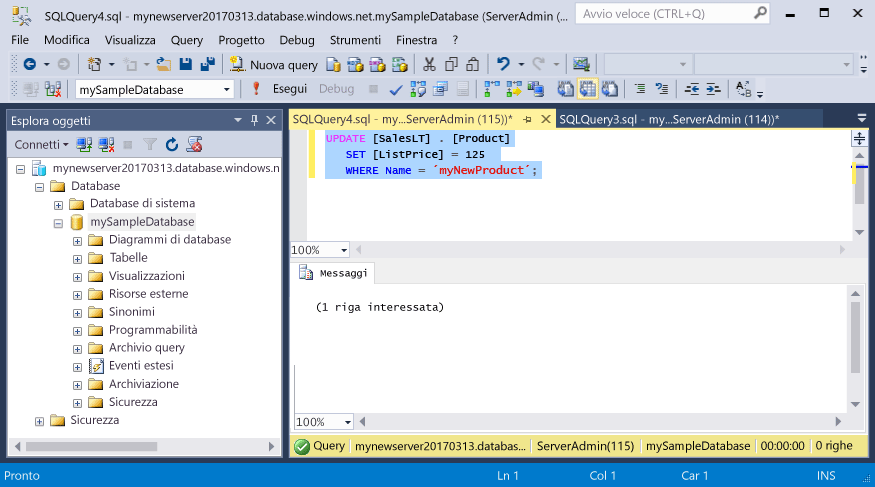 SQLQuery4.sql - mynewserver20170313.database.windows.net.mySampleDatabase (ServerAdmin (...
Avvio veloce (CTRL+Q)
File Modifica Visualizza Query Progetto Debug Strumenti Finestra ?
Nuova query
mySampleDatabase
Esegui Debug
Esplora oggetti
Connetti
mynewserver20170313.database.windows.n
Database
Database di sistema
mySampleDatabase
Diagrammi di database
Tabelle
Visualizzazioni
Risorse esterne
Sinonimi
Programmabilità
Archivio query
Eventi estesi
Archiviazione
Sicurezza
Sicurezza
SQLQuery4.sql - my...ServerAdmin (115))* SQLQuery3.sql - my...ServerAdmin (114))*
UPDATE [SalesLT] . [Product]
SET [ListPrice] = 125
WHERE Name = ´myNewProduct´;
100%
Messaggi
(1 riga interessata)
100%
Query mynewserver20170313.databas... ServerAdmin(115) mySampleDatabase 00:00:00 0 righe
Pronto Ln 1 Col 1 Car 1 INS